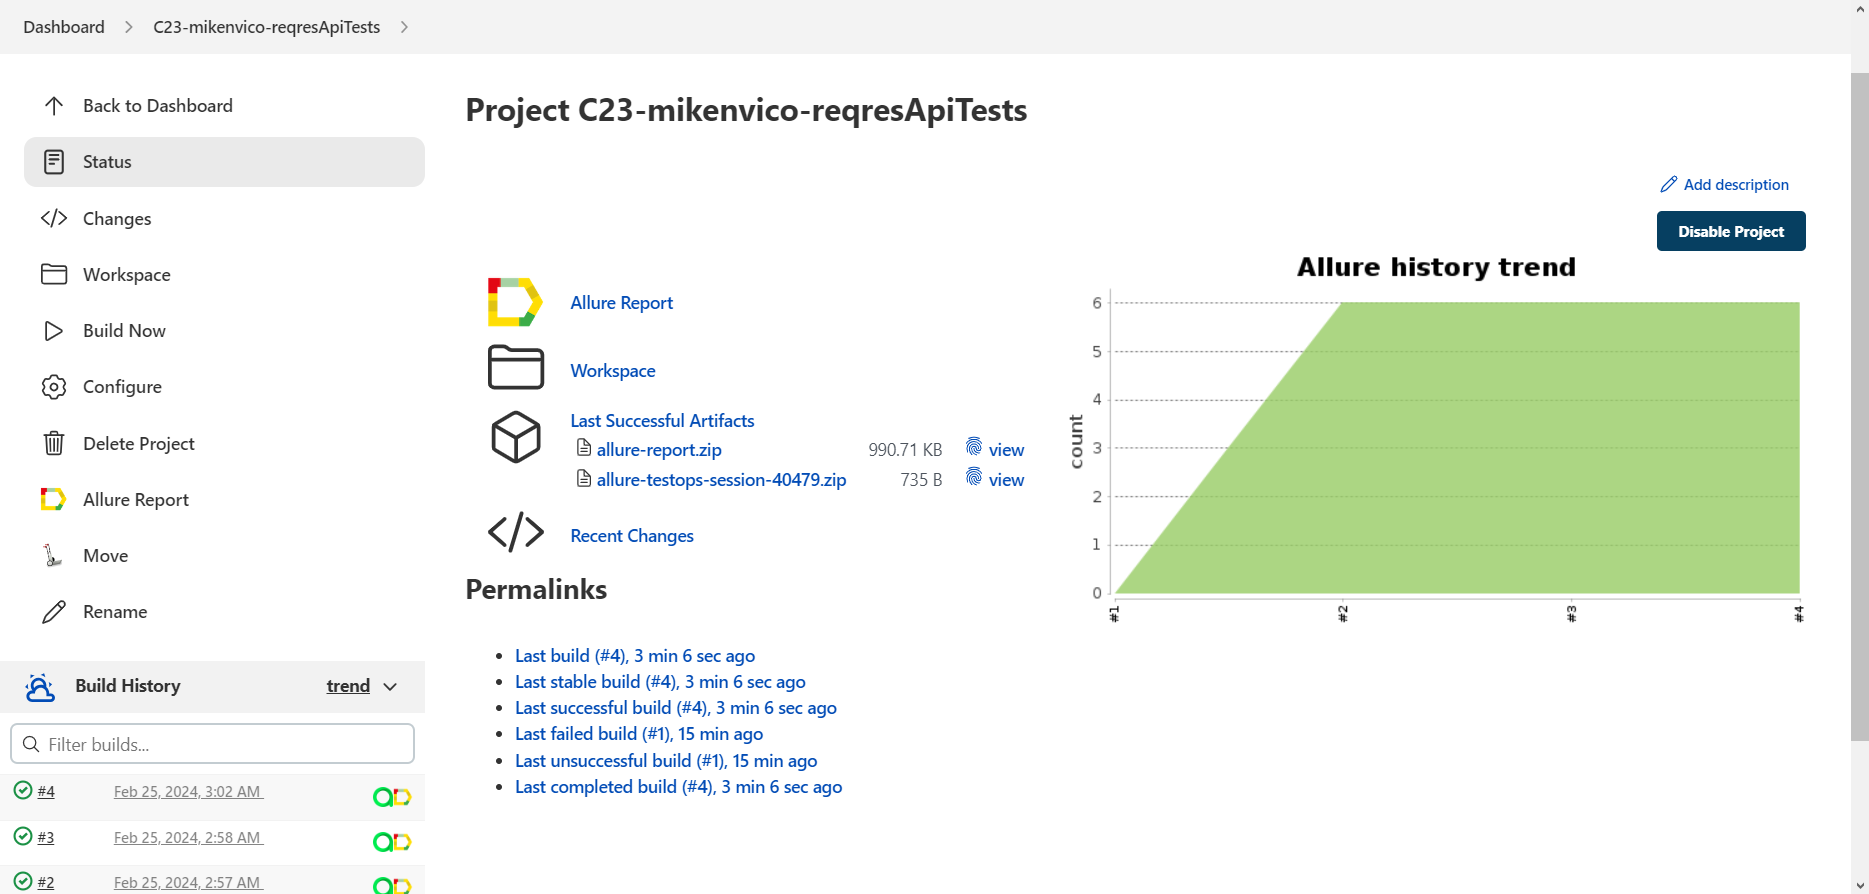 Dashboard > C23-mikenvico-reqresApiTests >
Back to Dashboard
Status
Changes
Workspace
Build Now
Configure
Delete Project
Allure Report
Move
Rename
Build History trend
Filter builds...
#4 Feb 25, 2024, 3:02 AM
#3 Feb 25, 2024, 2:58 AM
#2 Feb 25, 2024, 2:57 AM
Project C23-mikenvico-reqresApiTests
Add description
Disable Project
Allure Report
Workspace
Last Successful Artifacts
allure-report.zip 990.71 KB view
allure-testops-session-40479.zip 735 B view
Recent Changes
Permalinks
Last build (#4), 3 min 6 sec ago
Last stable build (#4), 3 min 6 sec ago
Last successful build (#4), 3 min 6 sec ago
Last failed build (#1), 15 min ago
Last unsuccessful build (#1), 15 min ago
Last completed build (#4), 3 min 6 sec ago
Allure history trend
count
6
5
4
3
2
1
0
#1 #2 #3 #4